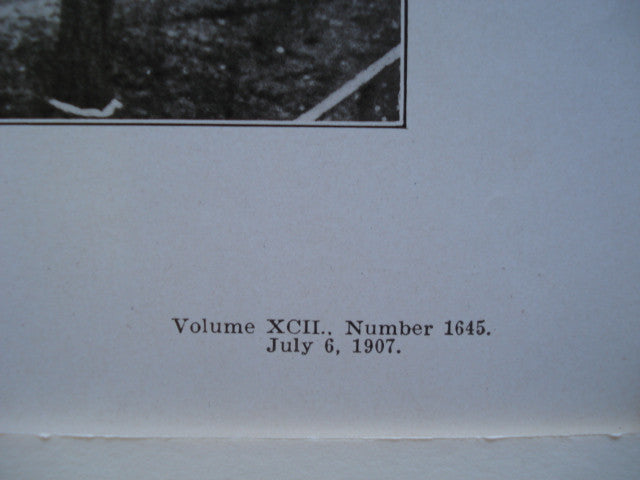 Volume XCII., Number 1645.
July 6, 1907.